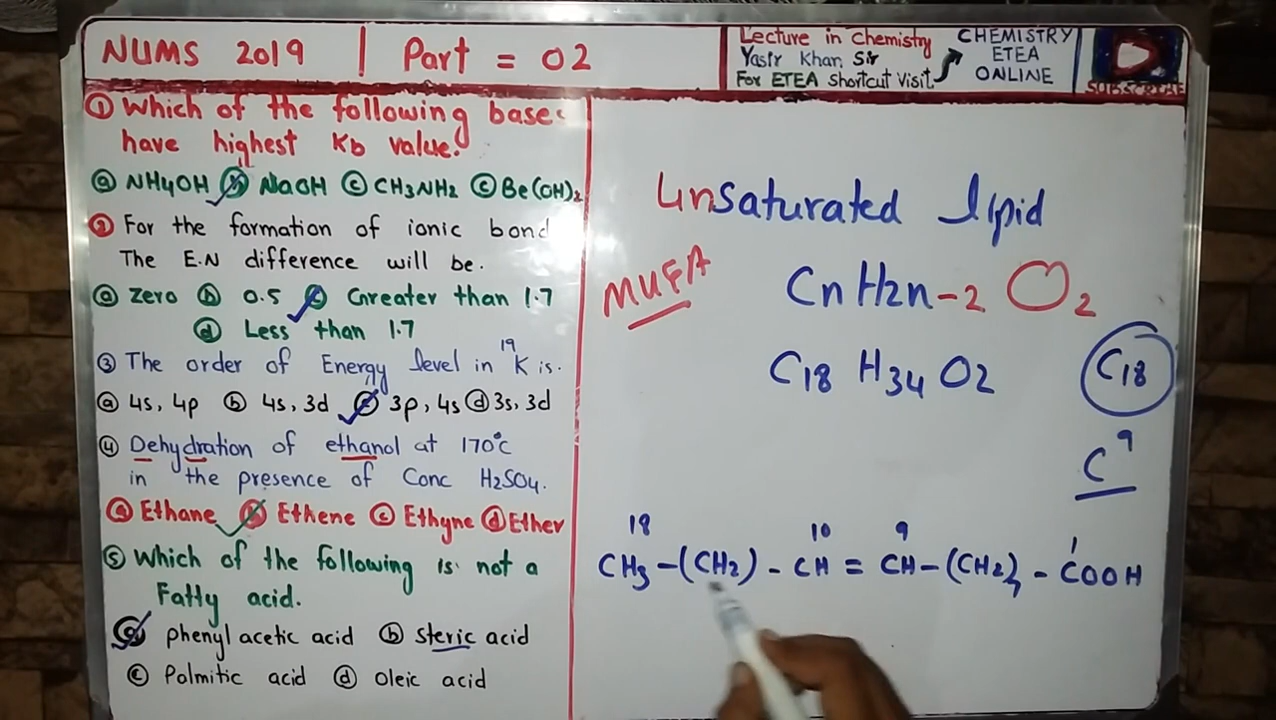 NUMS 2019 | Part = 02
Lecture in Chemistry
Yasir Khan Sir
For ETEA Shortcut Visit
CHEMISTRY
ETEA
ONLINE
SUBSCRIBE
① Which of the following base
have highest Kb value.
ⓐ NH4OH ⓑ NaOH ⓒ CH3NH2 ⓒ Be(OH)2
② For the formation of ionic bond
The E.N difference will be.
ⓐ Zero ⓑ 0.5 ⓒ Greater than 1.7
ⓓ Less than 1.7
③ The order of Energy level in 19K is.
ⓐ 4s, 4p ⓑ 4s, 3d ⓒ 3p, 4s ⓓ 3s, 3d
④ Dehydration of ethanol at 170°c
in the presence of Conc H2SO4.
ⓐ Ethane ⓑ Ethene ⓒ Ethyne ⓓ Ether
⑤ Which of the following is not a
Fatty acid.
ⓐ phenyl acetic acid ⓑ steric acid
ⓒ Palmitic acid ⓓ oleic acid
Unsaturated lipid
MUFA
CnH2n-2 O2
C18 H34 O2
C18
C9
18 10 9 1
CH3-(CH2)-CH=CH-(CH2)7-COOH